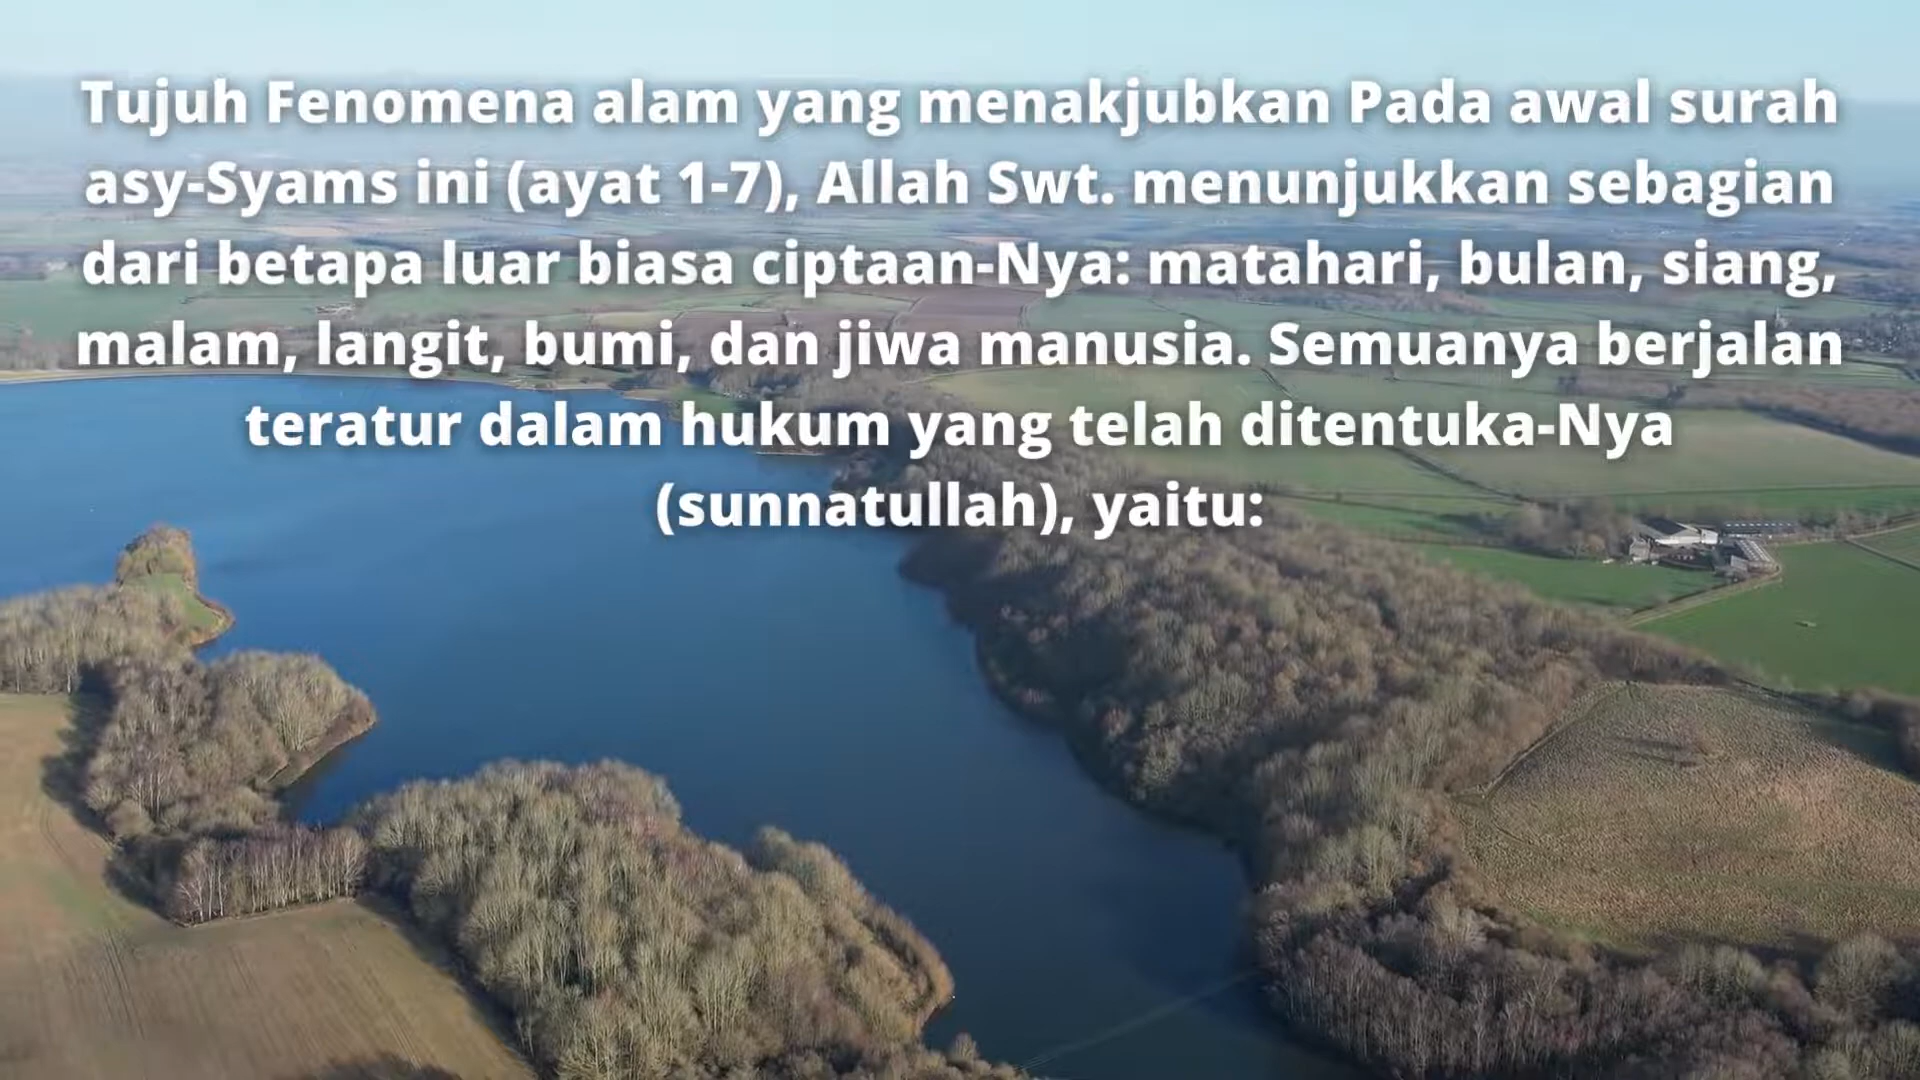 Tujuh Fenomena alam yang menakjubkan Pada awal surah
asy-Syams ini (ayat 1-7), Allah Swt. menunjukkan sebagian
dari betapa luar biasa ciptaan-Nya: matahari, bulan, siang,
malam, langit, bumi, dan jiwa manusia. Semuanya berjalan
teratur dalam hukum yang telah ditentuka-Nya
(sunnatullah), yaitu: